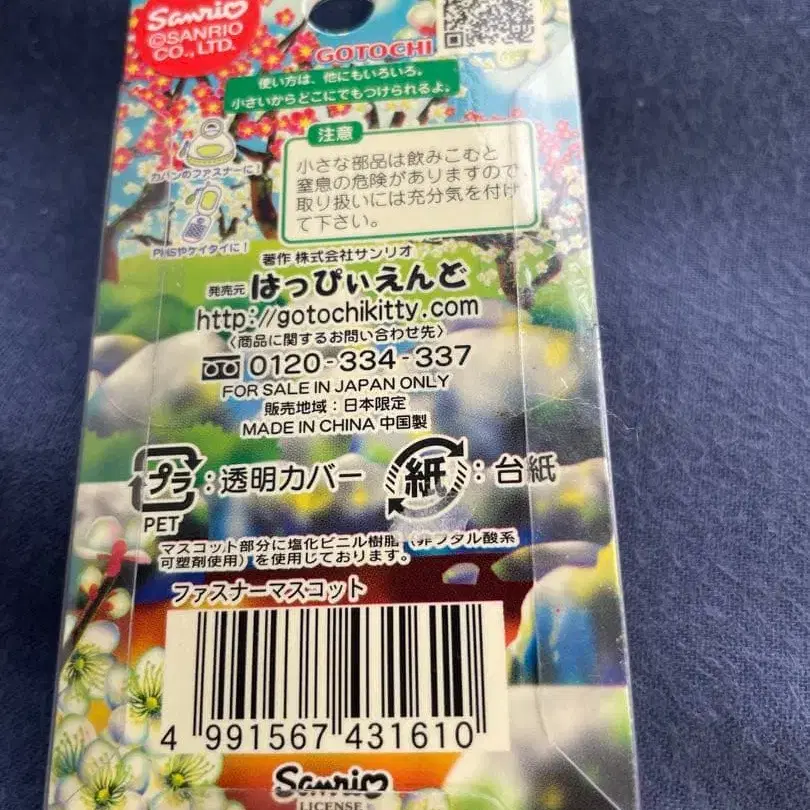 Sanrio
©SANRIO
CO., LTD.
GOTOCHI
使い方は、他にもいろいろ。
小さいからどこにでもつけられるよ。
カバンのファスナーに!
PHSやケイタイに!
注意
小さな部品は飲みこむと
窒息の危険がありますので、
取り扱いには充分気を付け
て下さい。
著作 株式会社サンリオ
発売元 はっぴぃえんど
http://gotochikitty.com
〈商品に関するお問い合わせ先〉
0120-334-337
FOR SALE IN JAPAN ONLY
販売地域:日本限定
MADE IN CHINA 中国製
プラ:透明カバー 紙:台紙
PET
マスコット部分に塩化ビニル樹脂(非フタル酸系
可塑剤使用)を使用じております。
ファスナーマスコット
4 991567 431610
Sanrio
LICENSE